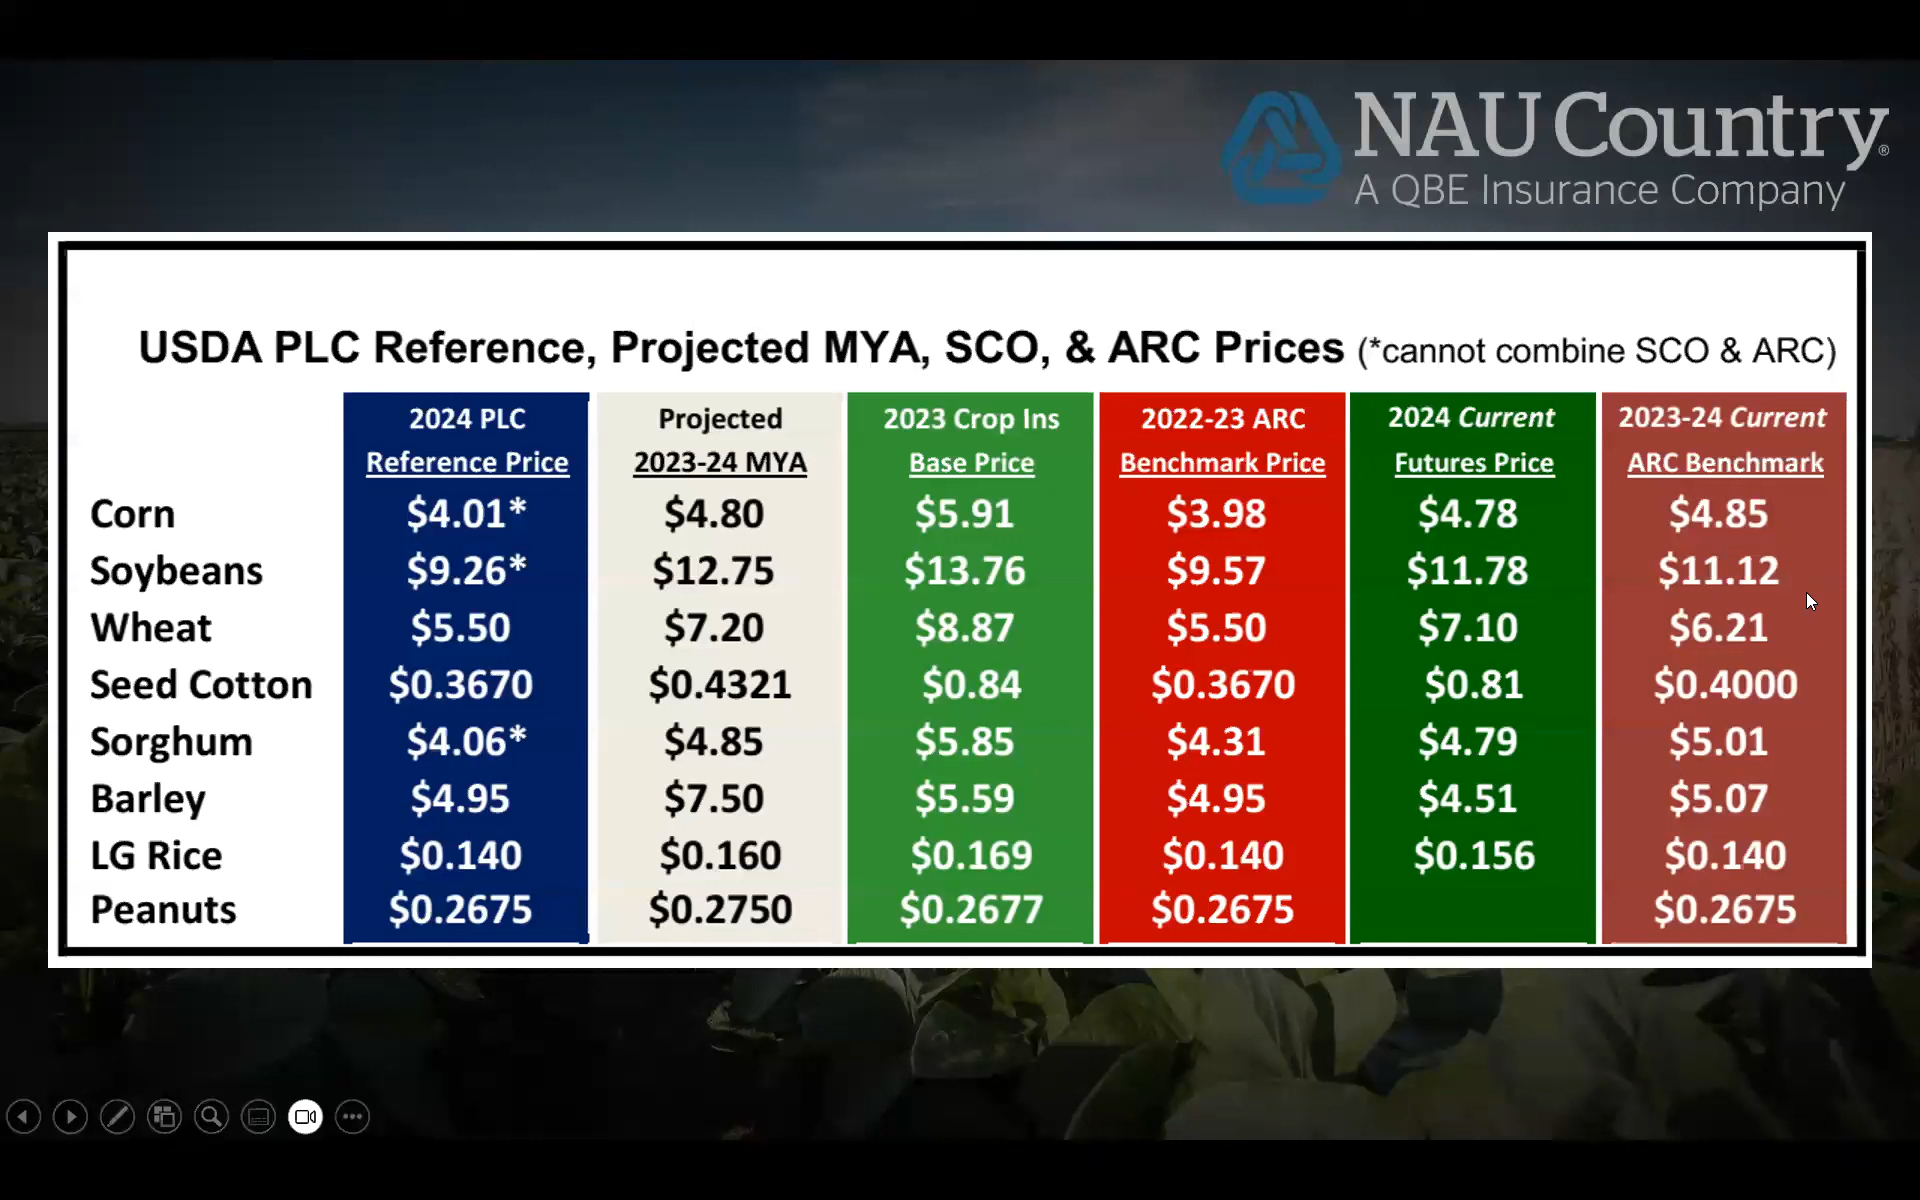 NAU Country®
A QBE Insurance Company
USDA PLC Reference, Projected MYA, SCO, & ARC Prices (*cannot combine SCO & ARC)
2024 PLC Projected 2023 Crop Ins 2022-23 ARC 2024 Current 2023-24 Current
Reference Price 2023-24 MYA Base Price Benchmark Price Futures Price ARC Benchmark
Corn $4.01* $4.80 $5.91 $3.98 $4.78 $4.85
Soybeans $9.26* $12.75 $13.76 $9.57 $11.78 $11.12
Wheat $5.50 $7.20 $8.87 $5.50 $7.10 $6.21
Seed Cotton $0.3670 $0.4321 $0.84 $0.3670 $0.81 $0.4000
Sorghum $4.06* $4.85 $5.85 $4.31 $4.79 $5.01
Barley $4.95 $7.50 $5.59 $4.95 $4.51 $5.07
LG Rice $0.140 $0.160 $0.169 $0.140 $0.156 $0.140
Peanuts $0.2675 $0.2750 $0.2677 $0.2675 $0.2675